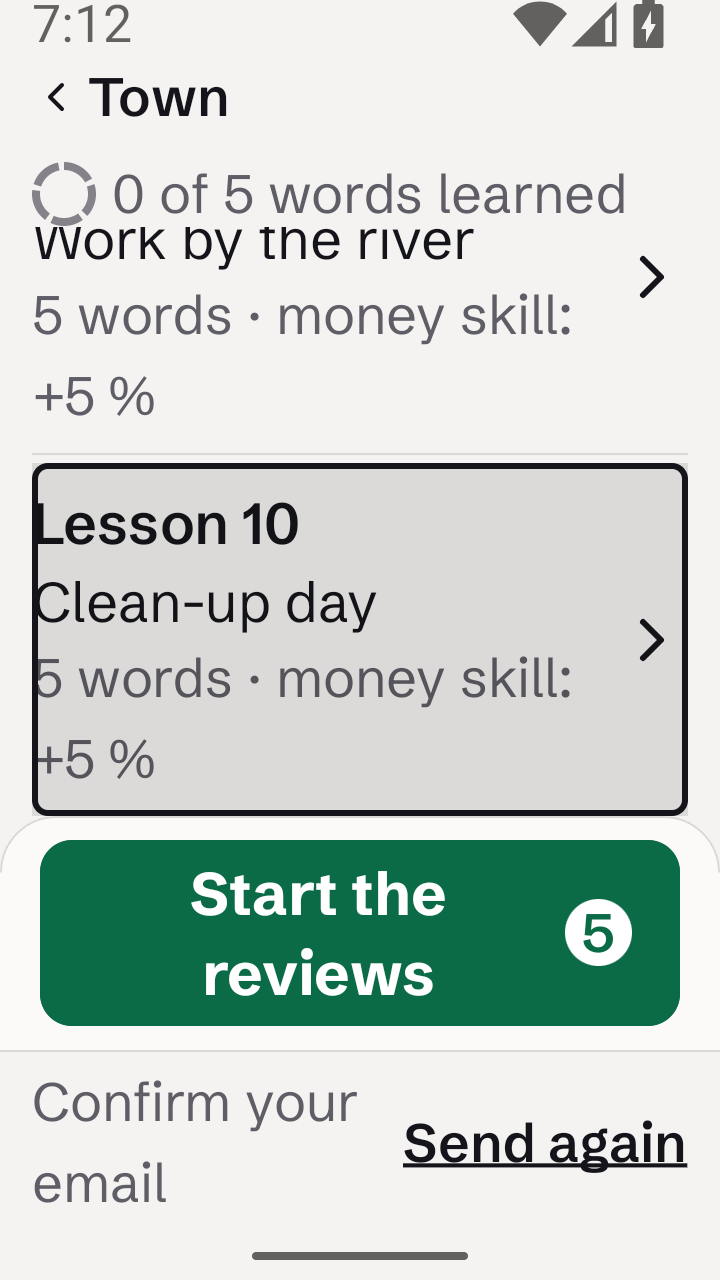 7:12
Town
0 of 5 words learned
Work by the river
5 words · money skill:
+5 %
Lesson 10
Clean-up day
5 words · money skill:
+5 %
Start the
reviews
5
Confirm your
email
Send again